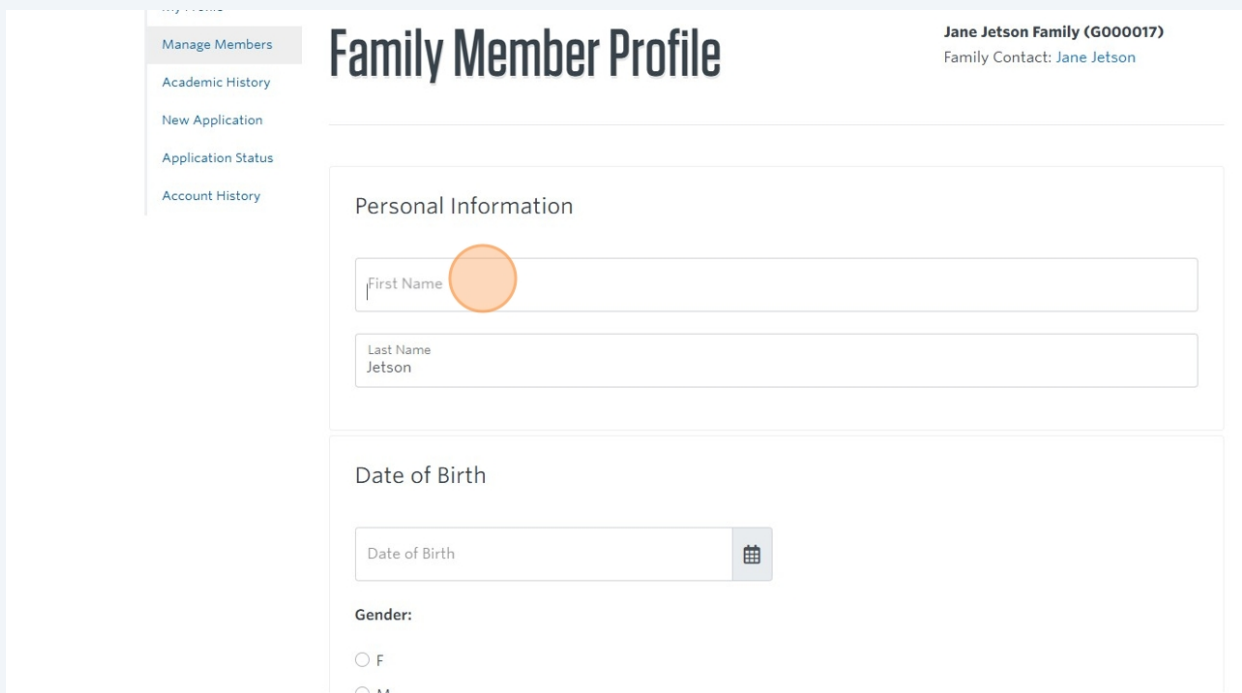 Manage Members
Academic History
New Application
Application Status
Account History
Family Member Profile
Jane Jetson Family (G000017)
Family Contact: Jane Jetson
Personal Information
First Name
Last Name
Jetson
Date of Birth
Date of Birth
Gender:
F